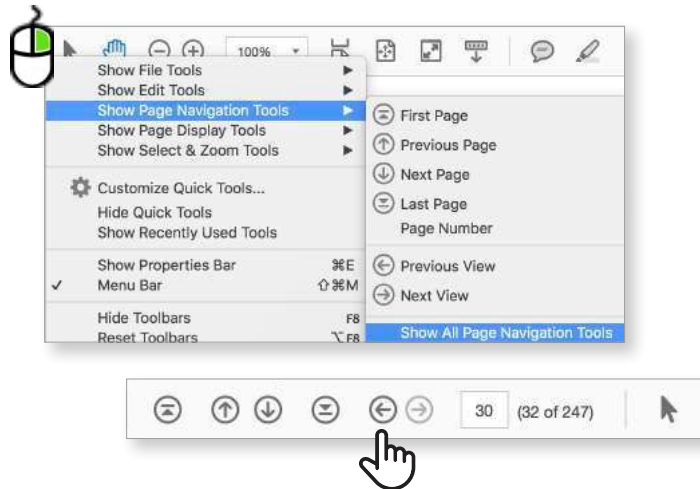 100%
Show File Tools
Show Edit Tools
Show Page Navigation Tools
Show Page Display Tools
Show Select & Zoom Tools
Customize Quick Tools...
Hide Quick Tools
Show Recently Used Tools
Show Properties Bar ⌘E
✓ Menu Bar ⇧⌘M
Hide Toolbars F8
Reset Toolbars ⌥F8
First Page
Previous Page
Next Page
Last Page
Page Number
Previous View
Next View
Show All Page Navigation Tools
30 (32 of 247)